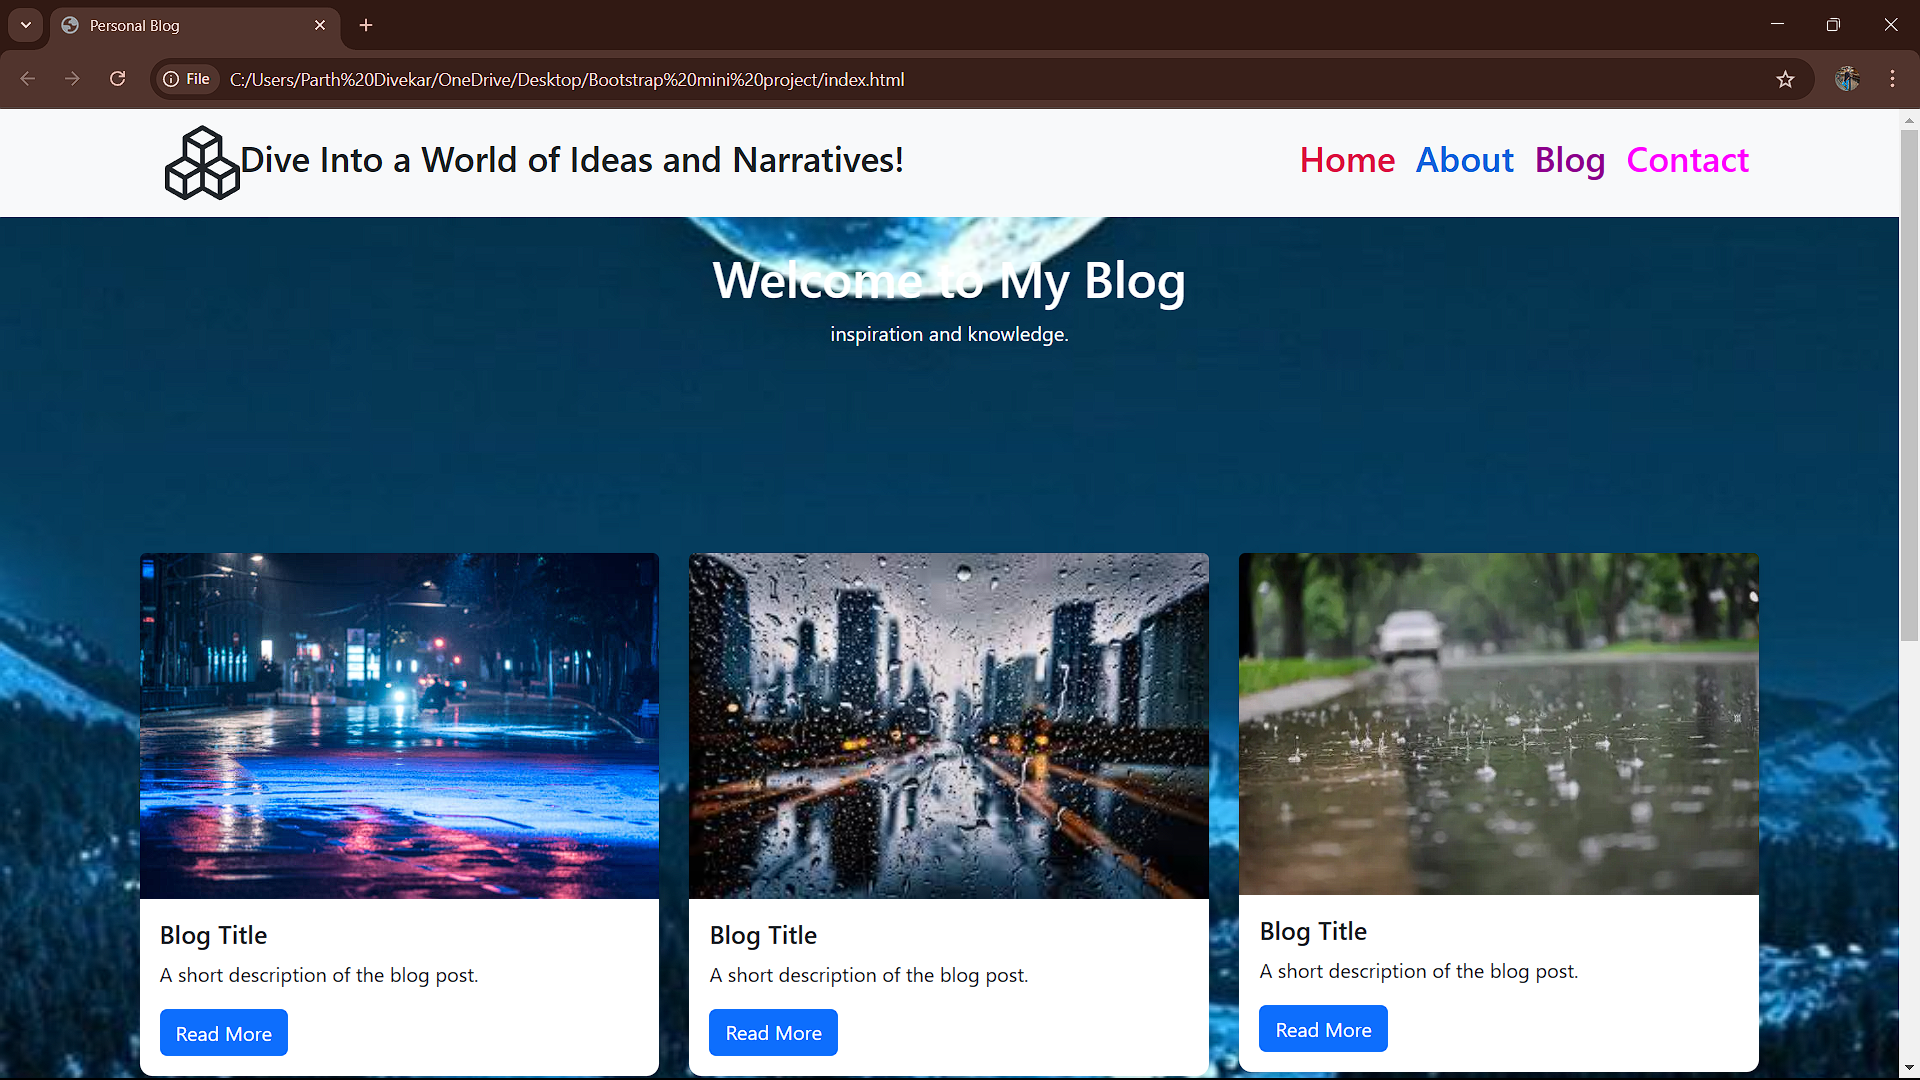 Personal Blog
File
C:/Users/Parth%20Divekar/OneDrive/Desktop/Bootstrap%20mini%20project/index.html
Dive Into a World of Ideas and Narratives!
Home About Blog Contact
Welcome to My Blog
inspiration and knowledge.
Blog Title
A short description of the blog post.
Read More
Blog Title
A short description of the blog post.
Read More
Blog Title
A short description of the blog post.
Read More